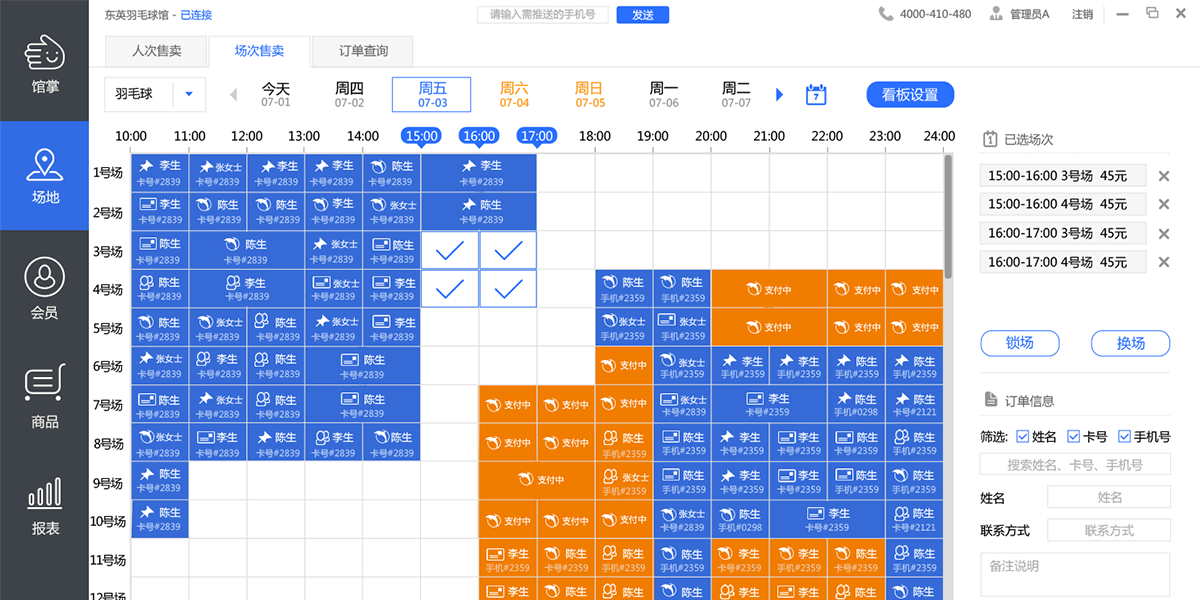 东英羽毛球馆 - 已连接
请输入需推送的手机号 发送
4000-410-480 管理员A 注销
馆掌
场地
会员
商品
报表
人次售卖 场次售卖 订单查询
羽毛球
今天 周四 周五 周六 周日 周一 周二
07-01 07-02 07-03 07-04 07-05 07-06 07-07
7
看板设置
10:00 11:00 12:00 13:00 14:00 15:00 16:00 17:00 18:00 19:00 20:00 21:00 22:00 23:00 24:00
1号场 李生 张女士 李生 李生 陈生 李生
卡号#2839 卡号#2839 卡号#2839 卡号#2839 卡号#2839 卡号#2839
2号场 李生 陈生 陈生 李生 张女士 陈生
卡号#2839 卡号#2839 卡号#2839 卡号#2839 卡号#2839 卡号#2839
3号场 陈生 陈生 张女士 陈生
卡号#2839 卡号#2839 卡号#2839 卡号#2839
4号场 陈生 李生 张女士 李生 陈生 陈生 支付中 支付中 支付中
卡号#2839 卡号#2839 卡号#2839 卡号#2839 手机#2359 手机#2359
5号场 陈生 张女士 陈生 张女士 李生 张女士 张女士 支付中 支付中 支付中
卡号#2839 卡号#2839 卡号#2839 卡号#2839 卡号#2839 手机#2359 手机#2359
6号场 张女士 李生 陈生 陈生 支付中 张女士 李生 李生 陈生 陈生
卡号#2839 卡号#2839 卡号#2839 卡号#2839 手机#2359 手机#2359 手机#2359 手机#2359 手机#2359
7号场 陈生 张女士 陈生 陈生 支付中 支付中 支付中 张女士 李生 陈生 陈生
卡号#2839 卡号#2839 卡号#2839 卡号#2839 卡号#2839 卡号#2359 手机#0298 卡号#2121
8号场 张女士 李生 陈生 李生 陈生 支付中 支付中 陈生 陈生 李生 李生 陈生 陈生
卡号#2839 卡号#2839 卡号#2839 卡号#2839 卡号#2839 手机#2359 手机#2359 卡号#2359 卡号#2359 手机#2359 手机#2359
9号场 陈生 支付中 张女士 陈生 李生 李生 陈生 陈生
卡号#2839 手机#2359 手机#2359 卡号#2359 卡号#2359 手机#2359 手机#2359
10号场 陈生 支付中 支付中 支付中 张女士 陈生 李生 陈生
卡号#2839 卡号#2839 手机#0298 卡号#2359 卡号#2121
11号场 李生 陈生 陈生 陈生 李生 李生 陈生 陈生
手机#2359 卡号#2359 手机#2359 手机#2359 卡号#2359 卡号#2359 手机#2359 手机#2359
12号场 李生 陈生 陈生 陈生 李生 李生 陈生 陈生
1 已选场次
15:00-16:00 3号场 45元
15:00-16:00 4号场 45元
16:00-17:00 3号场 45元
16:00-17:00 4号场 45元
锁场 换场
订单信息
筛选: 姓名 卡号 手机号
搜索姓名、卡号、手机号
姓名 姓名
联系方式 联系方式
备注说明